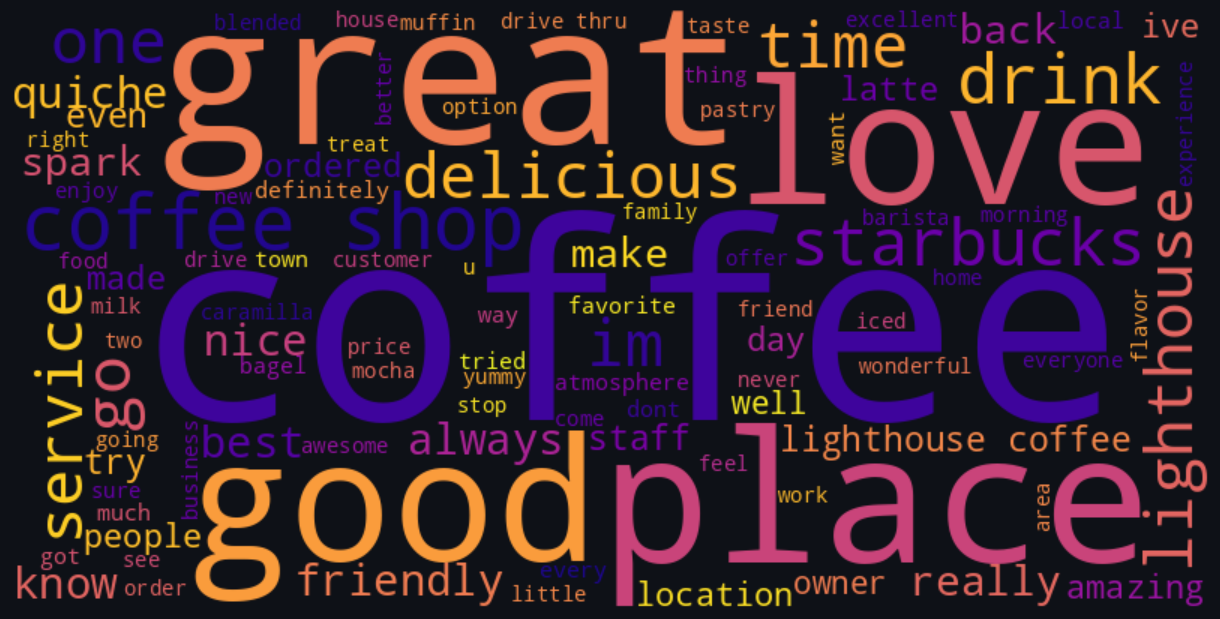 blended
house
muffin
drive thru
taste
excellent
local
one
great
time
back
ive
better
thing
latte
drink
quiche
even
option
pastry
love
experience
right
treat
want
spark
ordered
delicious
enjoy
new
definitely
coffee shop
family
barista
morning
make
starbucks
lighthouse
food
drive
town
customer
u
offer
home
made
coffee
service
milk
caramilla
way
favorite
friend
iced
flavor
two
nice
price
im
day
bagel
mocha
tried
yummy
atmosphere
never
wonderful
everyone
go
stop
come
dont
well
going
best
awesome
always
staff
lighthouse coffee
try
business
good
place
feel
sure
work
area
much
people
got
see
know
order
friendly
little
every
location
owner
really
amazing